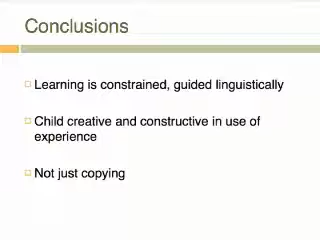 Conclusions
Learning is constrained, guided linguistically
Child creative and constructive in use of
experience
Not just copying